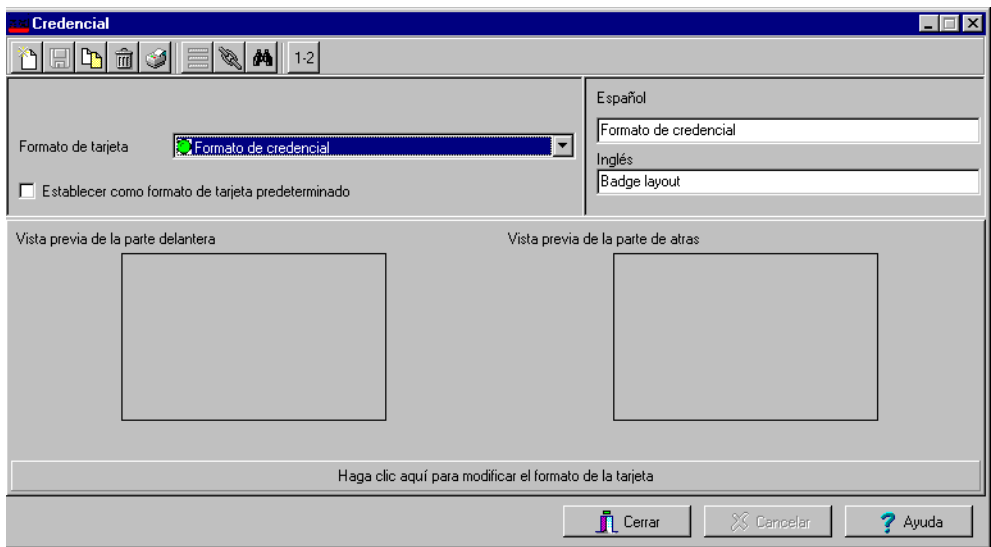 Credencial
1-2
Español
Formato de credencial
Formato de tarjeta
Formato de credencial
Inglés
Badge layout
Establecer como formato de tarjeta predeterminado
Vista previa de la parte delantera
Vista previa de la parte de atras
Haga clic aquí para modificar el formato de la tarjeta
Cerrar
Cancelar
Ayuda